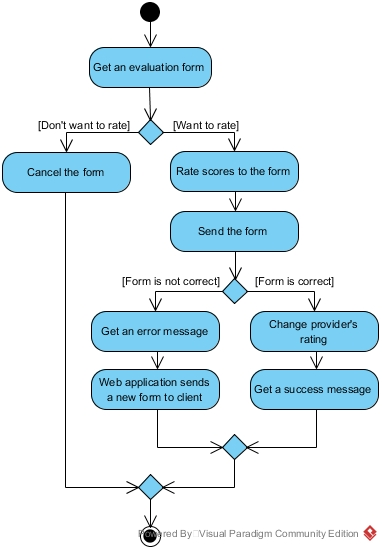 Get an evaluation form
[Don't want to rate]
[Want to rate]
Cancel the form
Rate scores to the form
Send the form
[Form is not correct]
[Form is correct]
Get an error message
Change provider's
rating
Web application sends
a new form to client
Get a success message
Powered By Visual Paradigm Community Edition